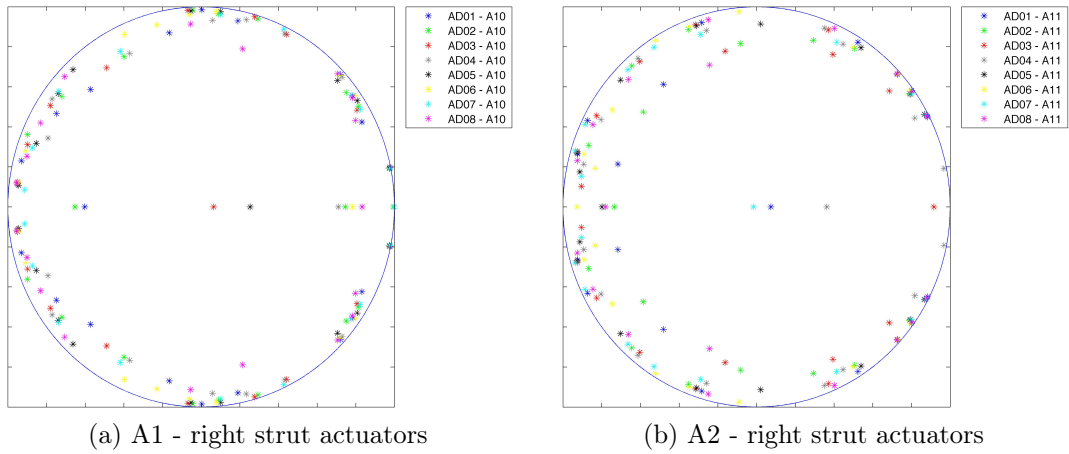 AD01 - A10
AD02 - A10
AD03 - A10
AD04 - A10
AD05 - A10
AD06 - A10
AD07 - A10
AD08 - A10
AD01 - A11
AD02 - A11
AD03 - A11
AD04 - A11
AD05 - A11
AD06 - A11
AD07 - A11
AD08 - A11
(a) A1 - right strut actuators
(b) A2 - right strut actuators